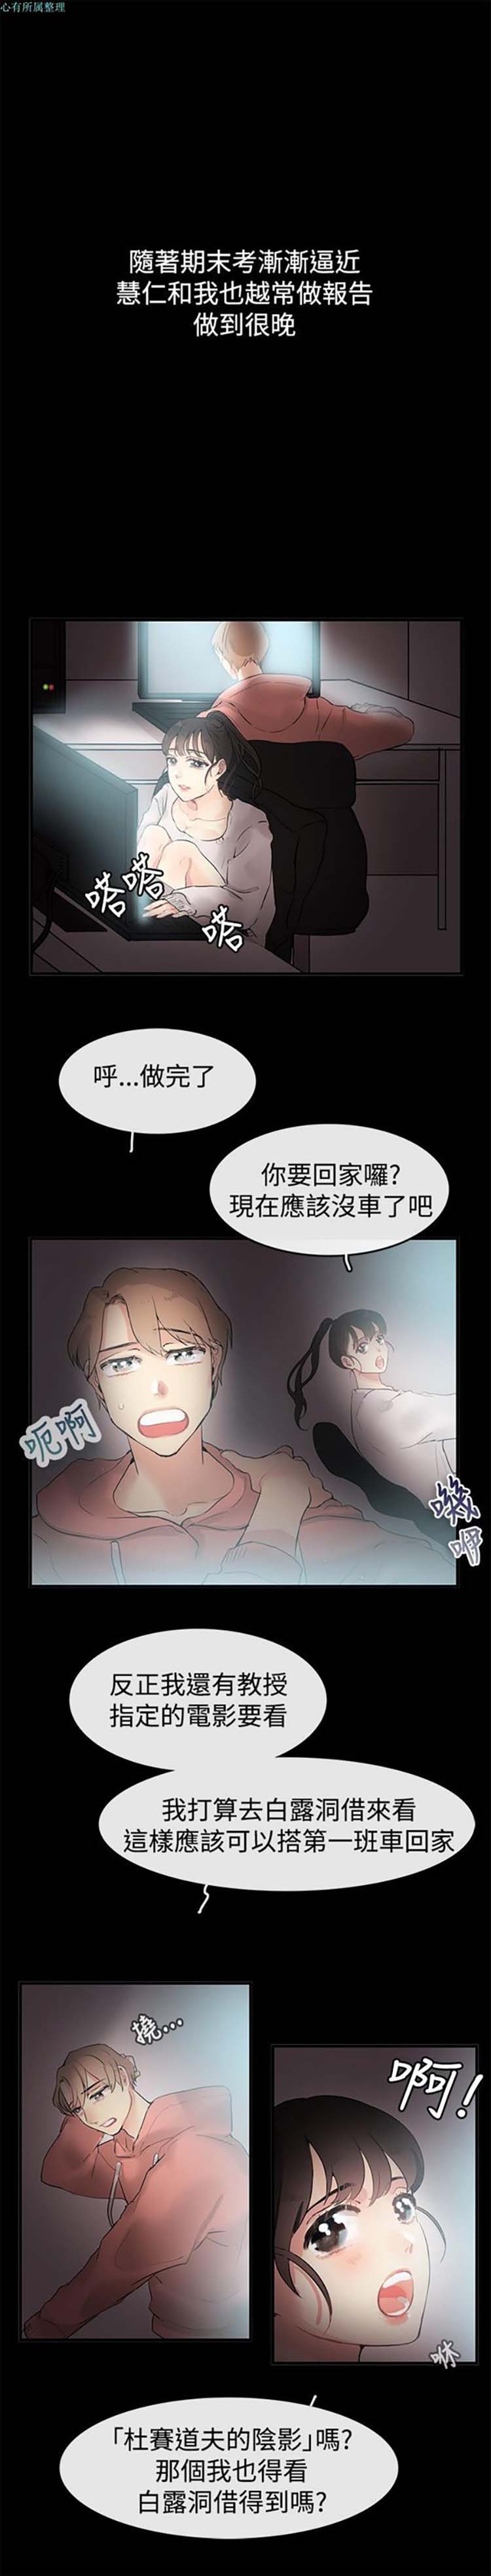 心有所属整理
隨著期末考漸漸逼近
慧仁和我也越常做報告
做到很晚
嗒嗒
嗒
呼...做完了
你要回家囉?
現在應該沒車了吧
呃啊
嘰
咿
反正我還有教授
指定的電影要看
我打算去白露洞借來看
這樣應該可以搭第一班車回家
撓...
啊!
咻
「杜賽道夫的陰影」嗎?
那個我也得看
白露洞借得到嗎?